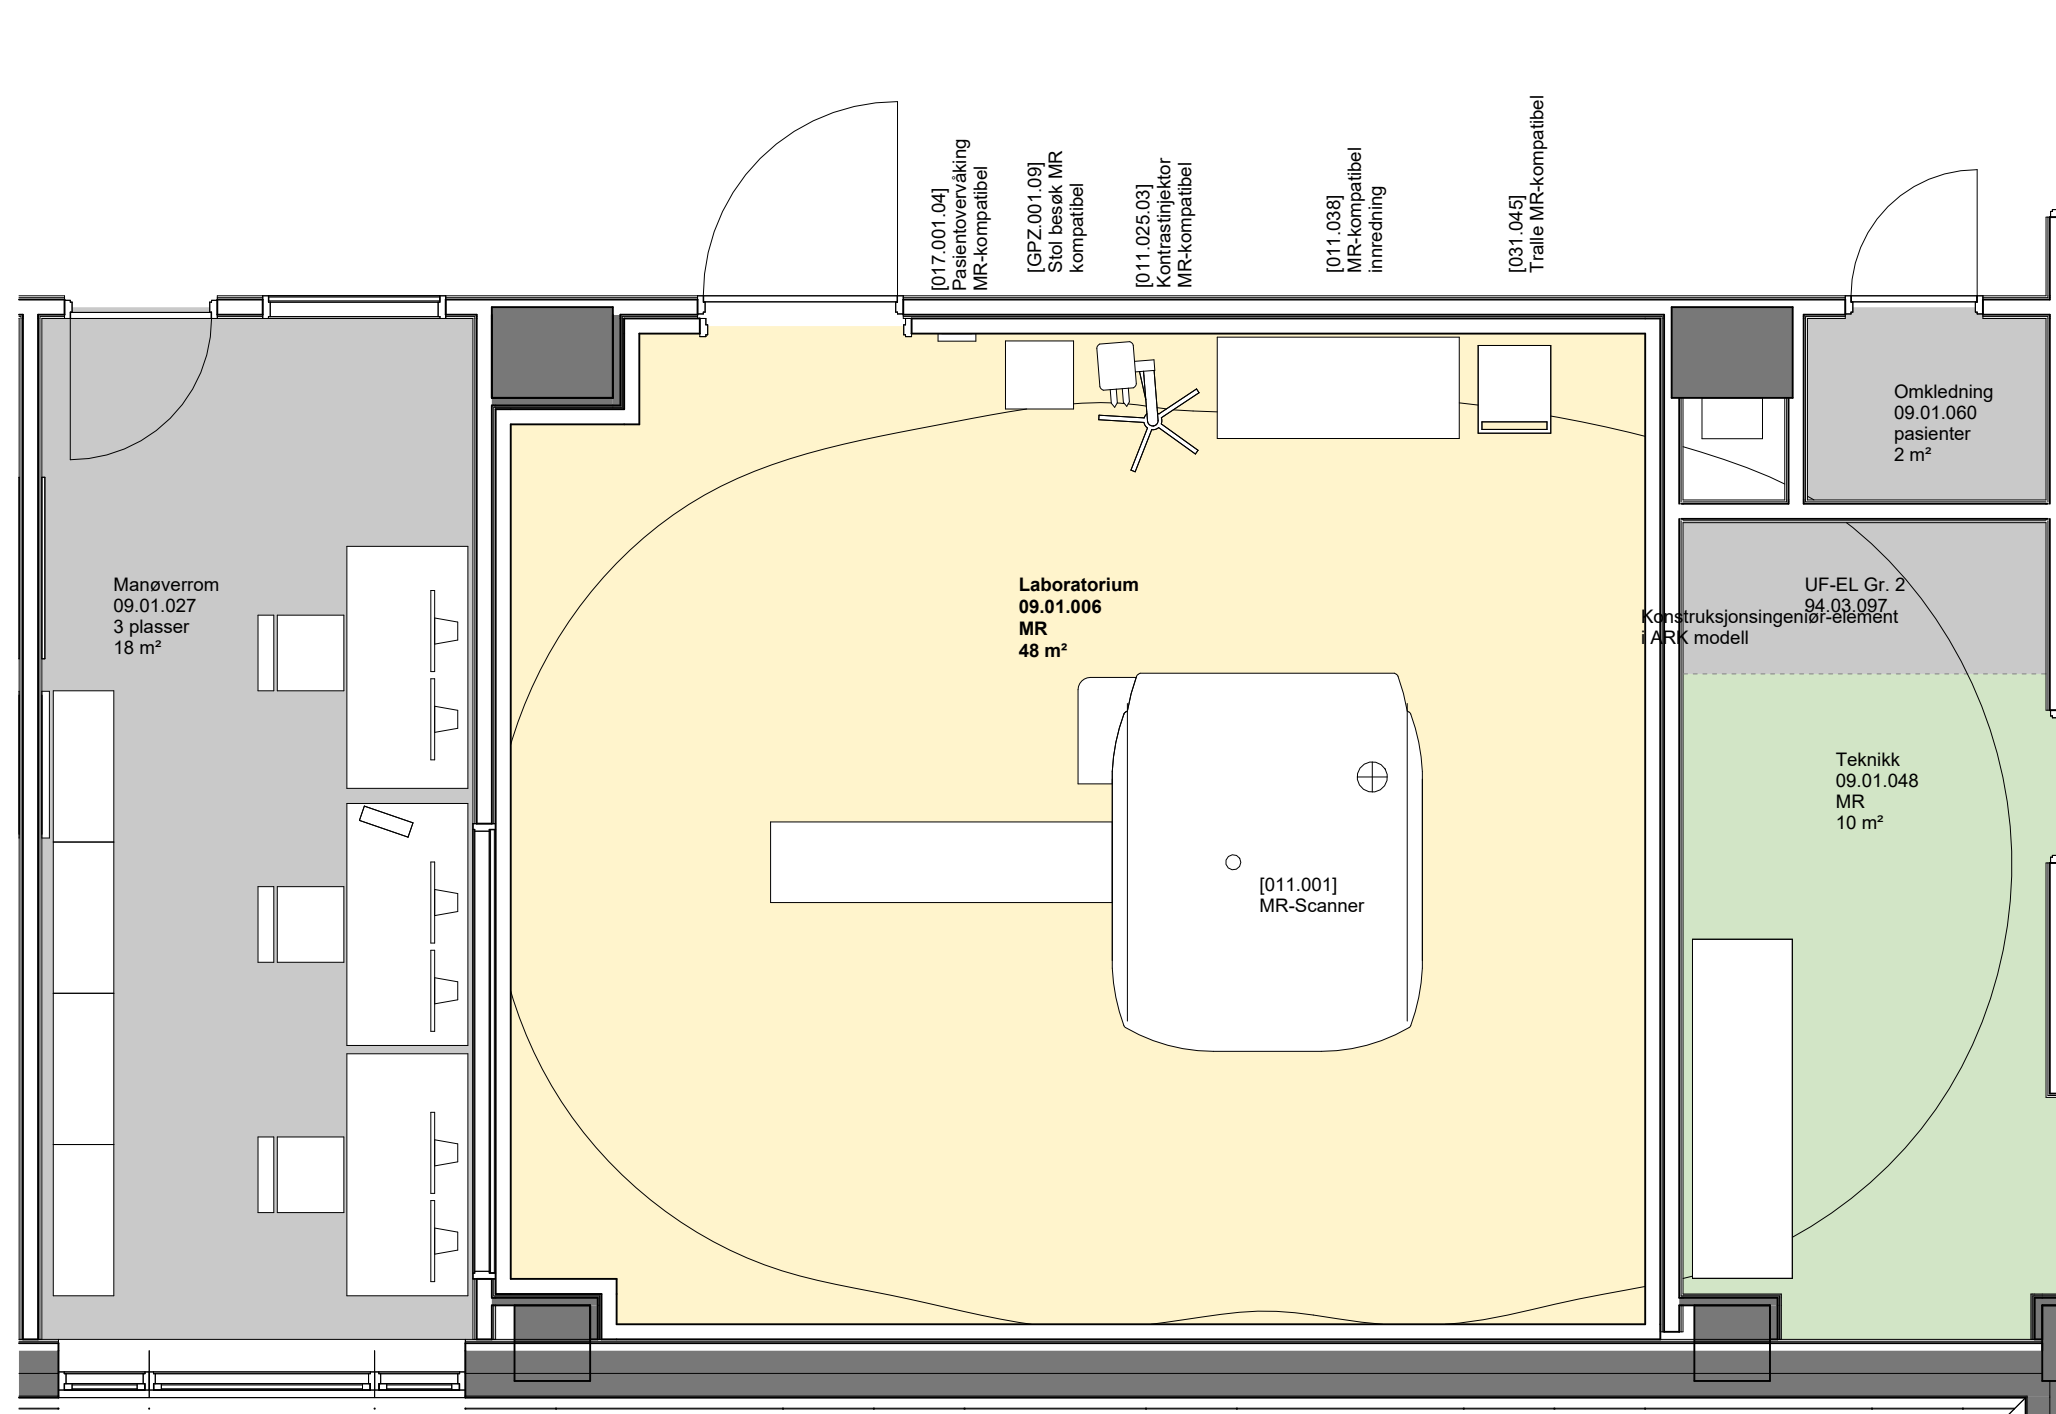 [017.001.04]
Pasientovervåking
MR-kompatibel
[GPZ.001.09]
Stol besøk MR
kompatibel
[011.025.03]
Kontrastinjektor
MR-kompatibel
[011.038]
MR-kompatibel
innredning
[031.045]
Tralle MR-kompatibel
Omkledning
09.01.060
pasienter
2 m²
Manøverrom
09.01.027
3 plasser
18 m²
Laboratorium
09.01.006
MR
48 m²
UF-EL Gr. 2
94.03.097
Konstruksjonsingeniør-element
i ARK modell
Teknikk
09.01.048
MR
10 m²
[011.001]
MR-Scanner